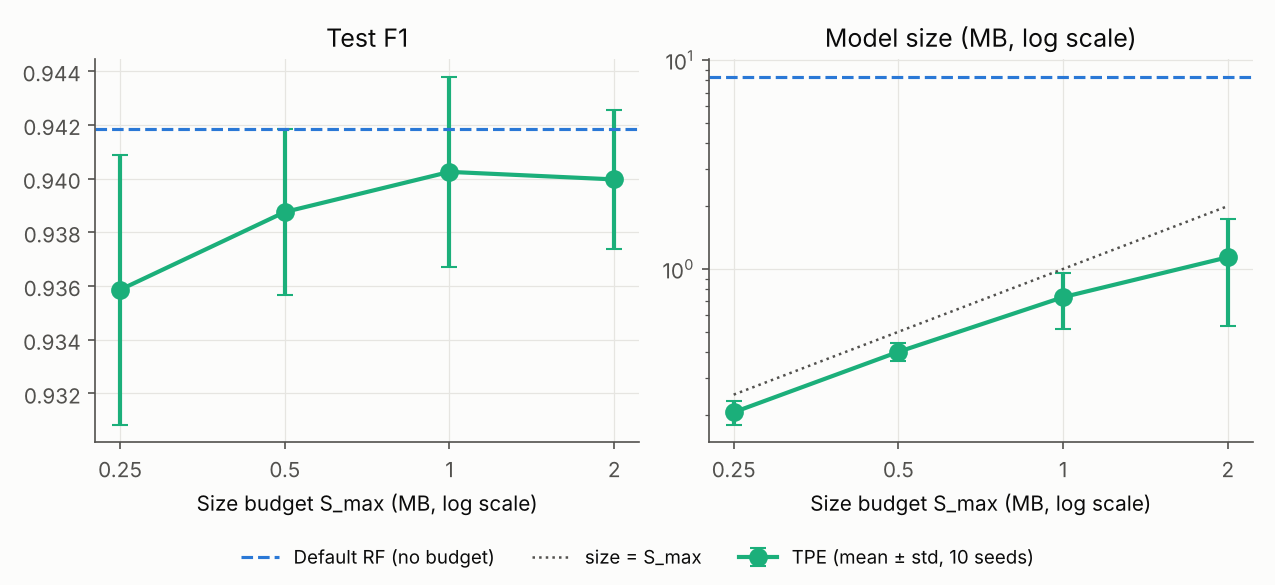 Test F1
0.944
0.942
0.940
0.938
0.936
0.934
0.932
0.25
0.5
1
2
Size budget S_max (MB, log scale)
Model size (MB, log scale)
10¹
10⁰
0.25
0.5
1
2
Size budget S_max (MB, log scale)
Default RF (no budget)
size = S_max
TPE (mean ± std, 10 seeds)